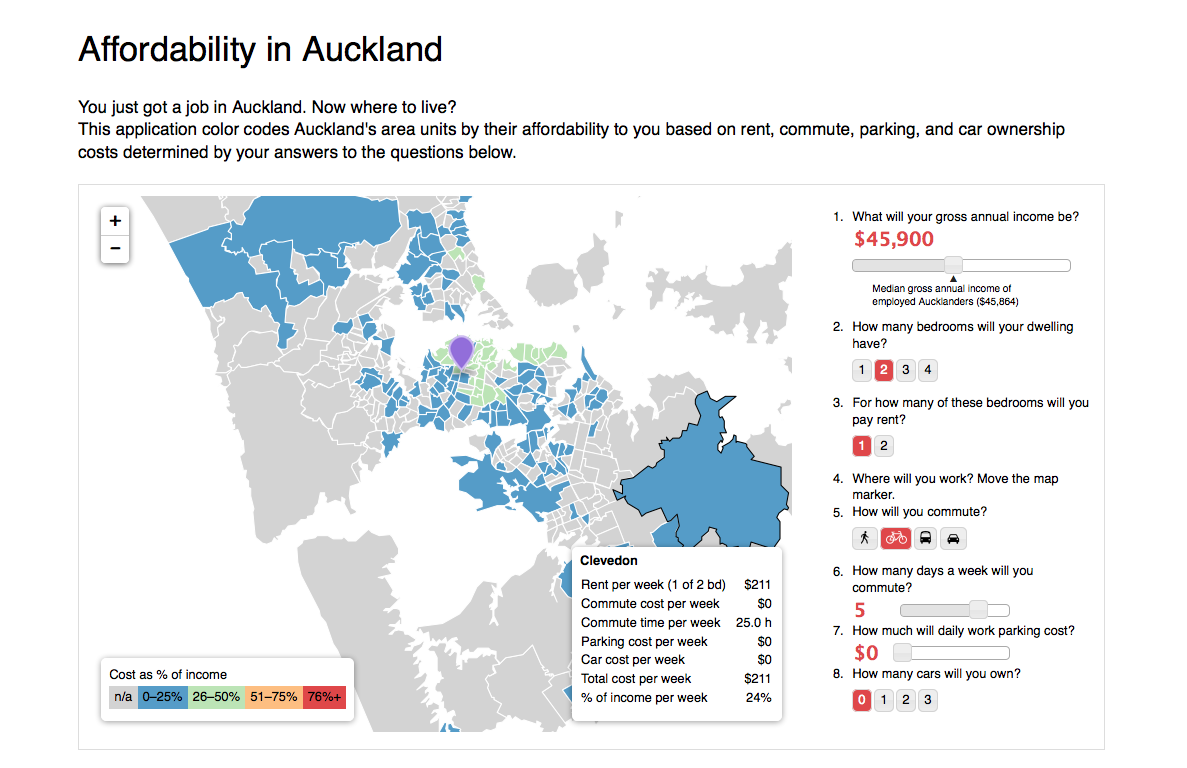 Affordability in Auckland
You just got a job in Auckland. Now where to live?
This application color codes Auckland's area units by their affordability to you based on rent, commute, parking, and car ownership
costs determined by your answers to the questions below.
+
−
1. What will your gross annual income be?
$45,900
Median gross annual income of
employed Aucklanders ($45,864)
2. How many bedrooms will your dwelling
have?
1 2 3 4
3. For how many of these bedrooms will you
pay rent?
1 2
4. Where will you work? Move the map
marker.
5. How will you commute?
6. How many days a week will you
commute?
5
7. How much will daily work parking cost?
$0
8. How many cars will you own?
0 1 2 3
Clevedon
Rent per week (1 of 2 bd) $211
Commute cost per week $0
Commute time per week 25.0 h
Parking cost per week $0
Car cost per week $0
Total cost per week $211
% of income per week 24%
Cost as % of income
n/a 0–25% 26–50% 51–75% 76%+